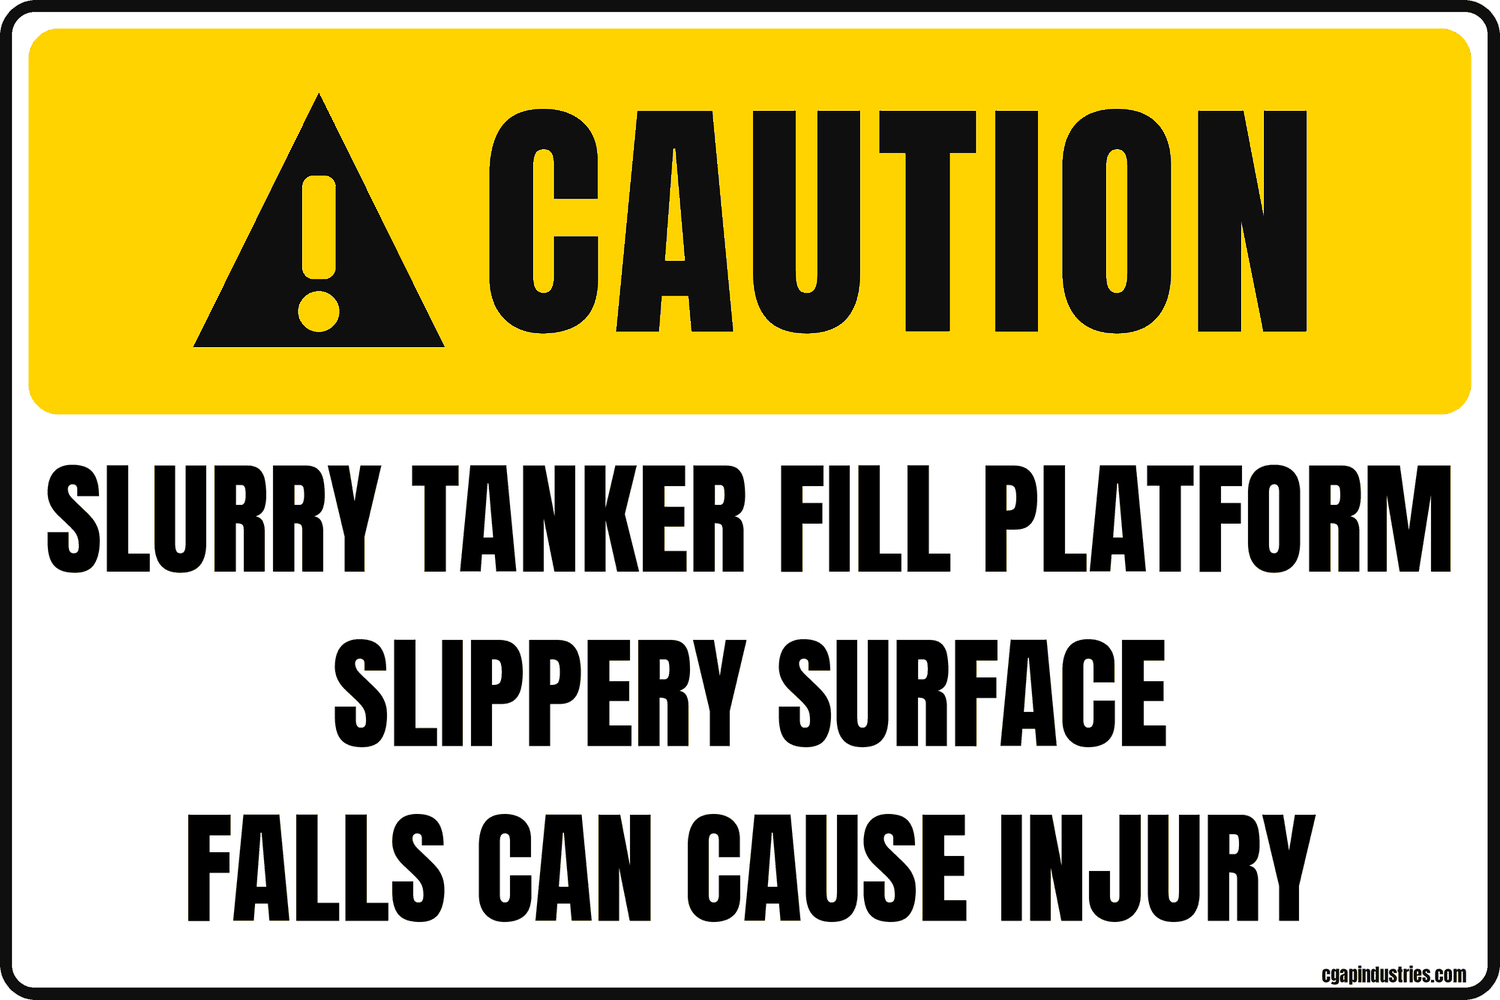 CAUTION
SLURRY TANKER FILL PLATFORM
SLIPPERY SURFACE
FALLS CAN CAUSE INJURY
cgapindustries.com